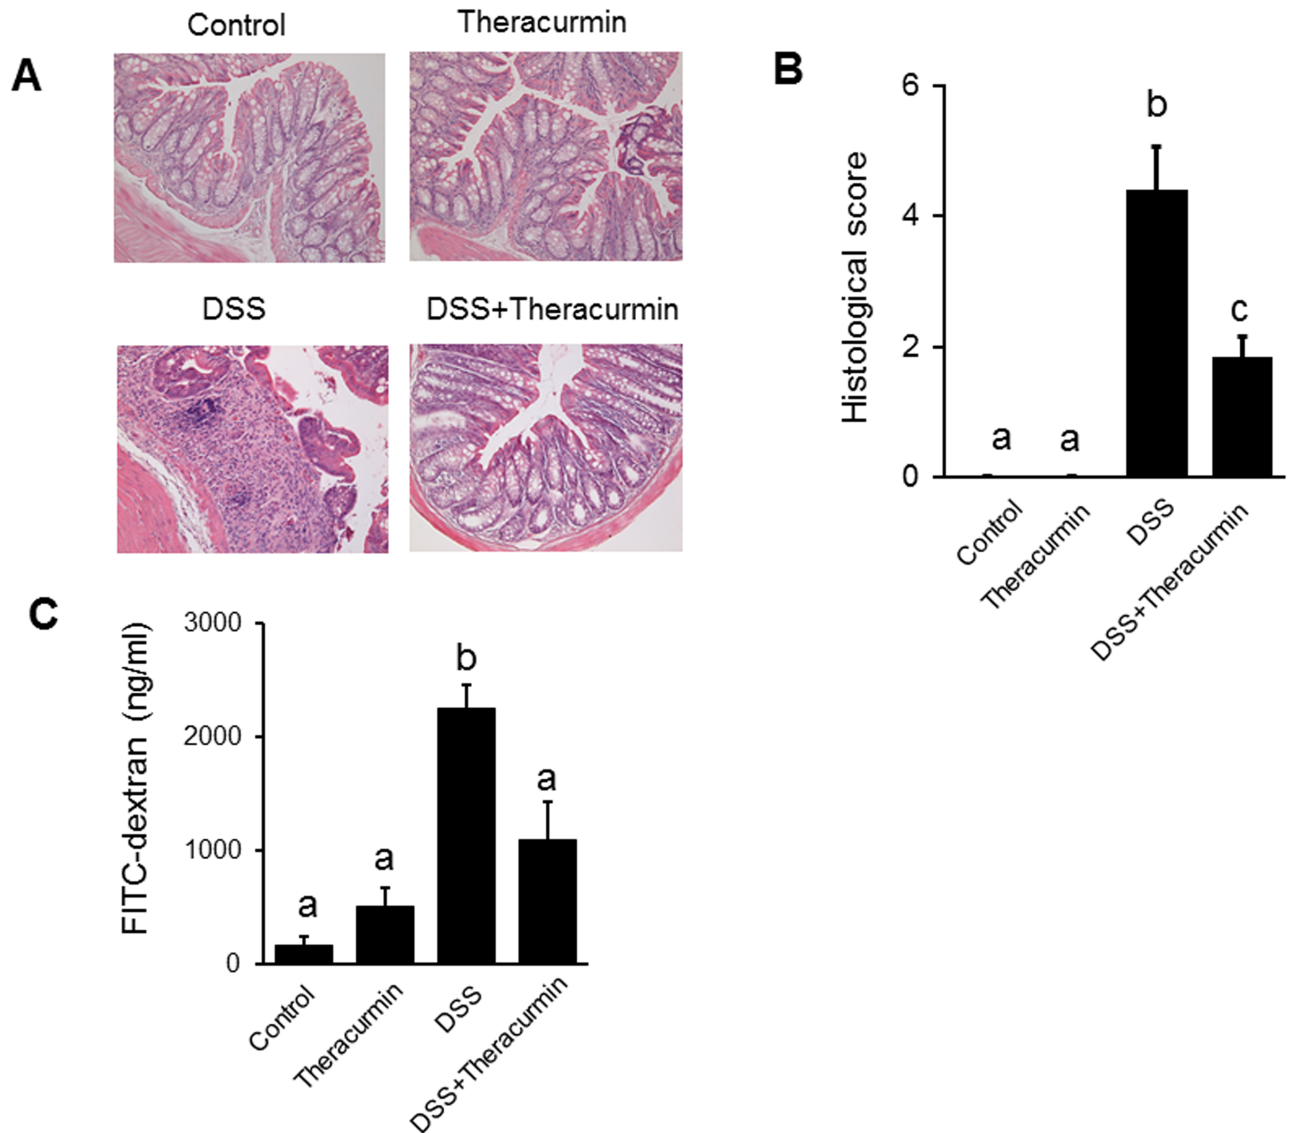 A
Control
Theracurmin
DSS
DSS+Theracurmin
B
Histological score
6
4
2
0
a
a
b
c
Control
Theracurmin
DSS
DSS+Theracurmin
C
FITC-dextran (ng/ml)
3000
2000
1000
0
a
a
b
a
Control
Theracurmin
DSS
DSS+Theracurmin